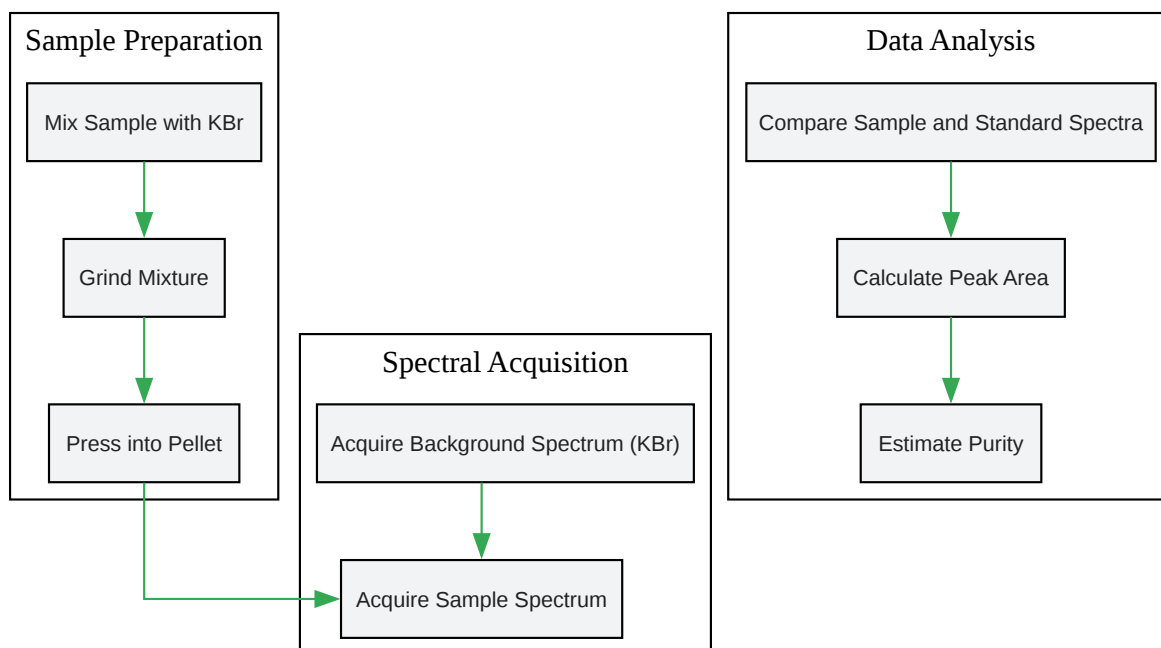 Sample Preparation
Mix Sample with KBr
Grind Mixture
Press into Pellet
Spectral Acquisition
Acquire Background Spectrum (KBr)
Acquire Sample Spectrum
Data Analysis
Compare Sample and Standard Spectra
Calculate Peak Area
Estimate Purity